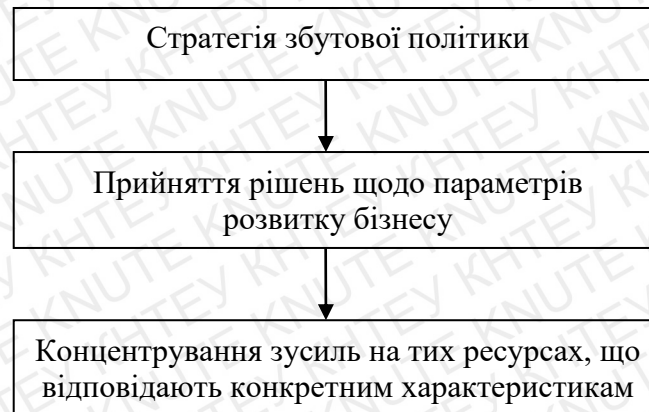 Стратегія збутової політики
Прийняття рішень щодо параметрів
розвитку бізнесу
Концентрування зусиль на тих ресурсах, що
відповідають конкретним характеристикам